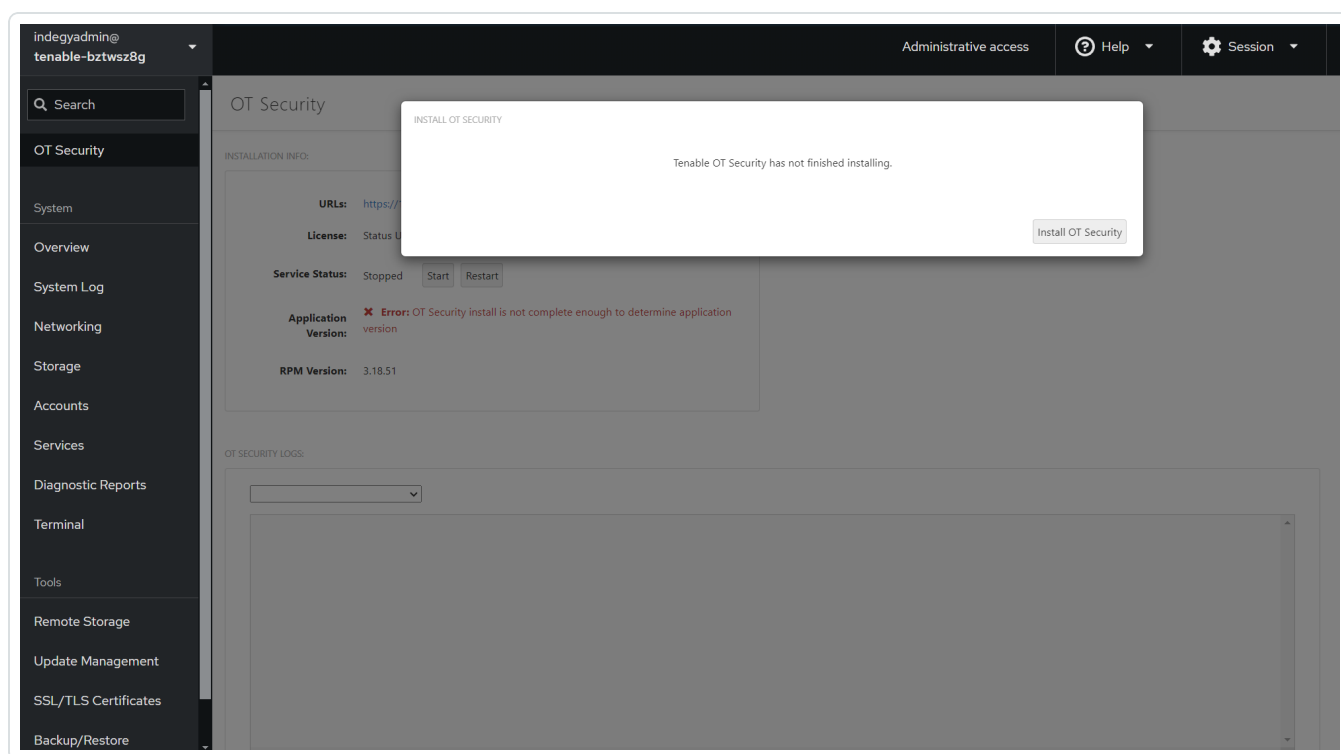 indegyadmin@
tenable-bztwsz8g
Administrative access
Help
Session
Search
OT Security
System
Overview
System Log
Networking
Storage
Accounts
Services
Diagnostic Reports
Terminal
Tools
Remote Storage
Update Management
SSL/TLS Certificates
Backup/Restore
OT Security
INSTALL OT SECURITY
Tenable OT Security has not finished installing.
Install OT Security
INSTALLATION INFO:
URLs: https://
License: Status U
Service Status: Stopped Start Restart
Application Version: Error: OT Security install is not complete enough to determine application
version
RPM Version: 3.18.51
OT SECURITY LOGS: